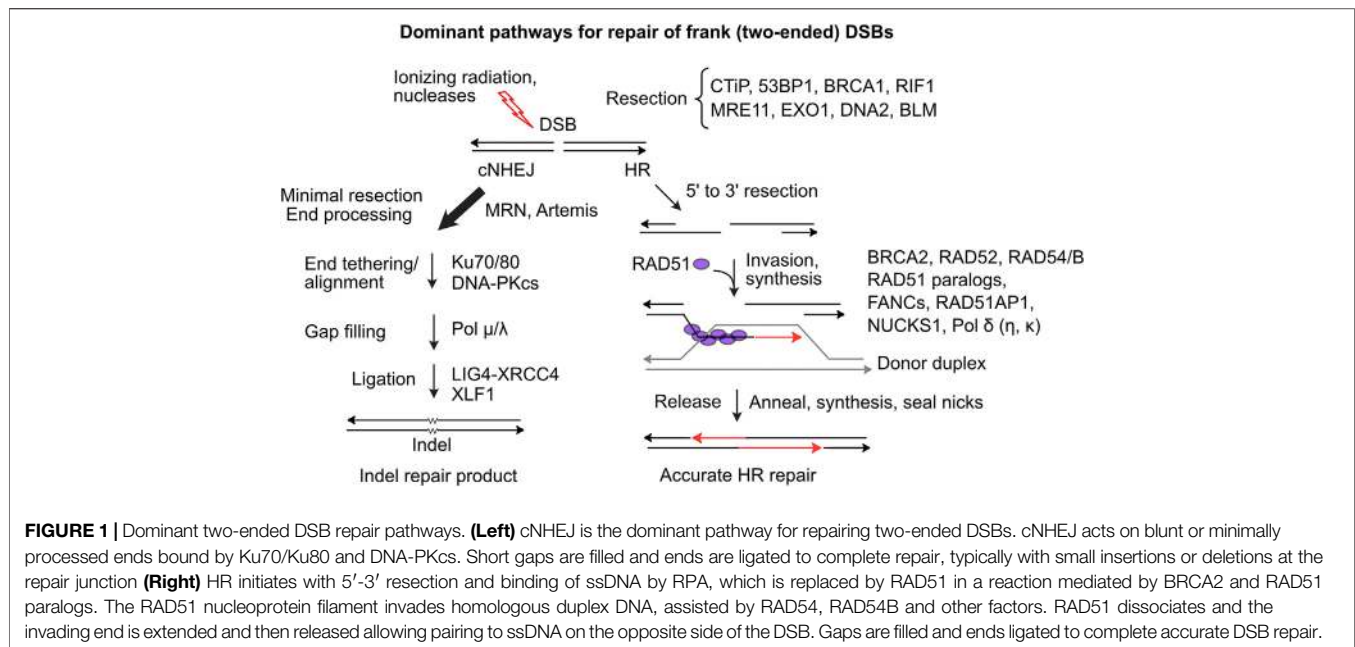 Dominant pathways for repair of frank (two-ended) DSBs
Ionizing radiation,
nucleases
DSB
Resection
CTiP, 53BP1, BRCA1, RIF1
MRE11, EXO1, DNA2, BLM
cNHEJ
HR
Minimal resection
End processing
MRN, Artemis
5' to 3' resection
End tethering/
alignment
Ku70/80
DNA-PKcs
RAD51
Invasion,
synthesis
BRCA2, RAD52, RAD54/B
RAD51 paralogs,
FANCs, RAD51AP1,
NUCKS1, Pol δ (η, κ)
Gap filling
Pol μ/λ
Donor duplex
Ligation
LIG4-XRCC4
XLF1
Release
Anneal, synthesis, seal nicks
Indel
Indel repair product
Accurate HR repair
FIGURE 1 | Dominant two-ended DSB repair pathways. (Left) cNHEJ is the dominant pathway for repairing two-ended DSBs. cNHEJ acts on blunt or minimally
processed ends bound by Ku70/Ku80 and DNA-PKcs. Short gaps are filled and ends are ligated to complete repair, typically with small insertions or deletions at the
repair junction (Right) HR initiates with 5′-3′ resection and binding of ssDNA by RPA, which is replaced by RAD51 in a reaction mediated by BRCA2 and RAD51
paralogs. The RAD51 nucleoprotein filament invades homologous duplex DNA, assisted by RAD54, RAD54B and other factors. RAD51 dissociates and the
invading end is extended and then released allowing pairing to ssDNA on the opposite side of the DSB. Gaps are filled and ends ligated to complete accurate DSB repair.